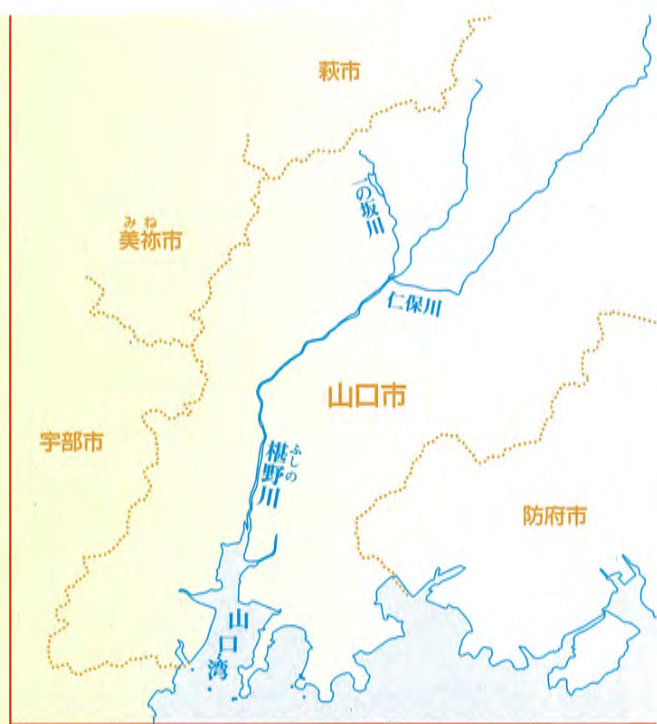 萩市
みね
美祢市
一の坂川
仁保川
山口市
宇部市
ふしの
椹野川
防府市
山口湾